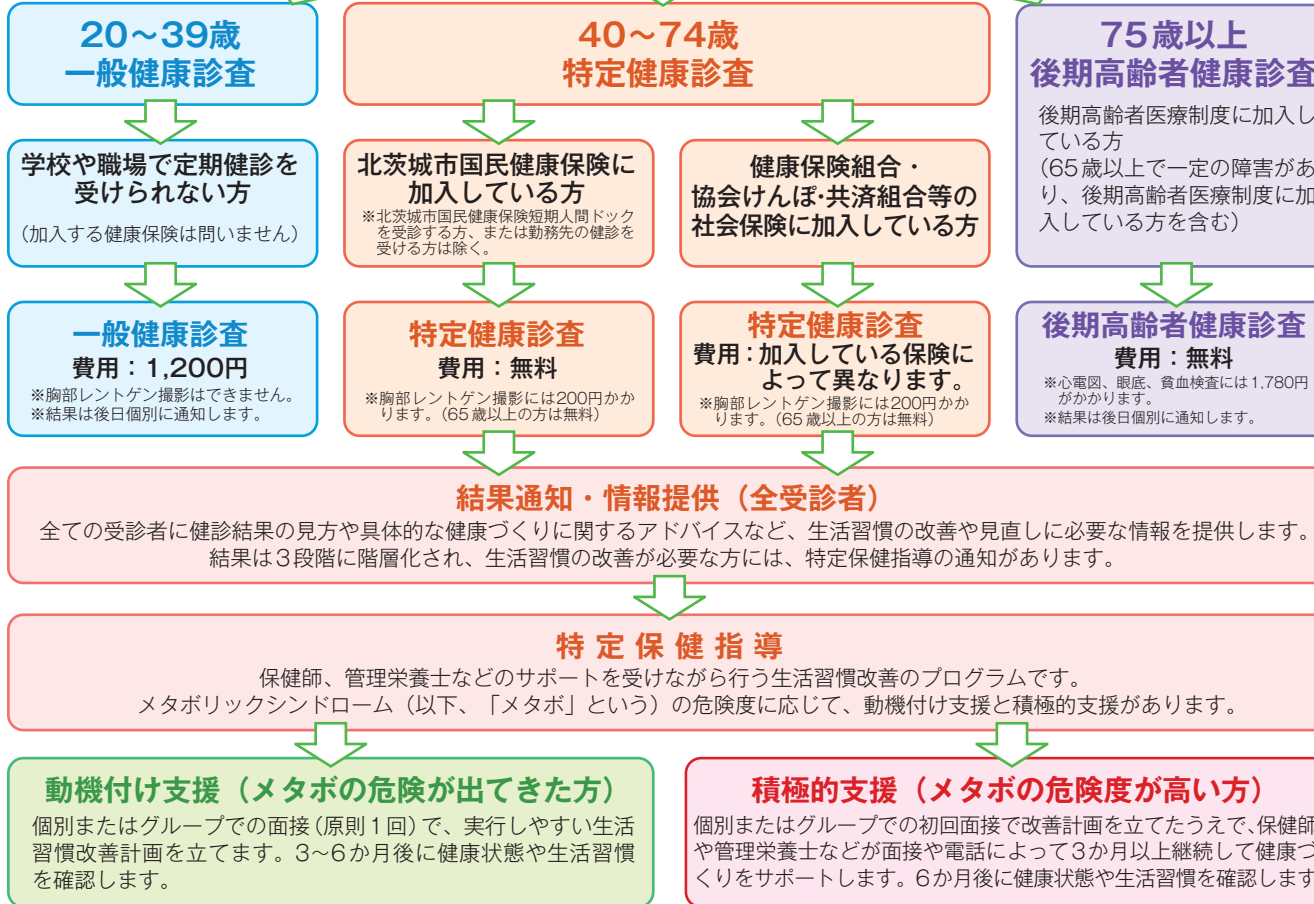 20～39歳
一般健康診査
40～74歳
特定健康診査
75歳以上
後期高齢者健康診査
学校や職場で定期健診を
受けられない方
（加入する健康保険は問いません）
北茨城市国民健康保険に
加入している方
※北茨城市国民健康保険短期人間ドック
を受診する方、または勤務先の健診を
受ける方は除く。
健康保険組合・
協会けんぽ・共済組合等の
社会保険に加入している方
後期高齢者医療制度に加入し
ている方
(65歳以上で一定の障害があ
り、後期高齢者医療制度に加
入している方を含む)
一般健康診査
費用：1,200円
※胸部レントゲン撮影はできません。
※結果は後日個別に通知します。
特定健康診査
費用：無料
※胸部レントゲン撮影には200円かか
ります。（65歳以上の方は無料）
特定健康診査
費用：加入している保険に
よって異なります。
※胸部レントゲン撮影には200円かか
ります。（65歳以上の方は無料）
後期高齢者健康診査
費用：無料
※心電図、眼底、貧血検査には1,780円
がかかります。
※結果は後日個別に通知します。
結果通知・情報提供（全受診者）
全ての受診者に健診結果の見方や具体的な健康づくりに関するアドバイスなど、生活習慣の改善や見直しに必要な情報を提供します。
結果は３段階に階層化され、生活習慣の改善が必要な方には、特定保健指導の通知があります。
特定保健指導
保健師、管理栄養士などのサポートを受けながら行う生活習慣改善のプログラムです。
メタボリックシンドローム（以下、「メタボ」という）の危険度に応じて、動機付け支援と積極的支援があります。
動機付け支援（メタボの危険が出てきた方）
個別またはグループでの面接（原則１回）で、実行しやすい生活
習慣改善計画を立てます。3～6か月後に健康状態や生活習慣
を確認します。
積極的支援（メタボの危険度が高い方）
個別またはグループでの初回面接で改善計画を立てたうえで、保健師
や管理栄養士などが面接や電話によって3か月以上継続して健康づ
くりをサポートします。6か月後に健康状態や生活習慣を確認します